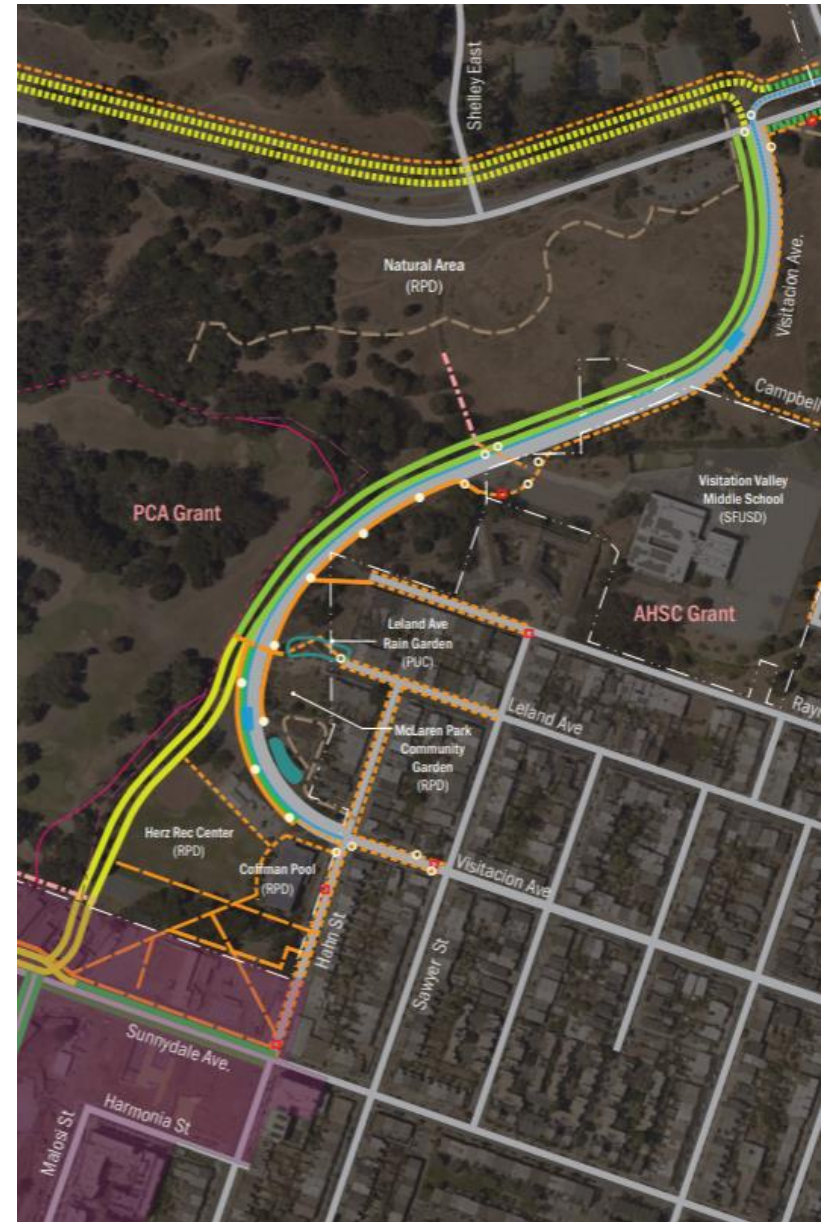 Shelley East
Natural Area
(RPD)
Visitacion Ave.
Campbell
Visitation Valley
Middle School
(SFUSD)
PCA Grant
AHSC Grant
Leland Ave
Rain Garden
(PUC)
Leland Ave
McLaren Park
Community
Garden
(RPD)
Herz Rec Center
(RPD)
Coffman Pool
(RPD)
Visitacion Ave
Hahn St
Sawyer St
Sunnydale Ave.
Harmonia St
Malosi St